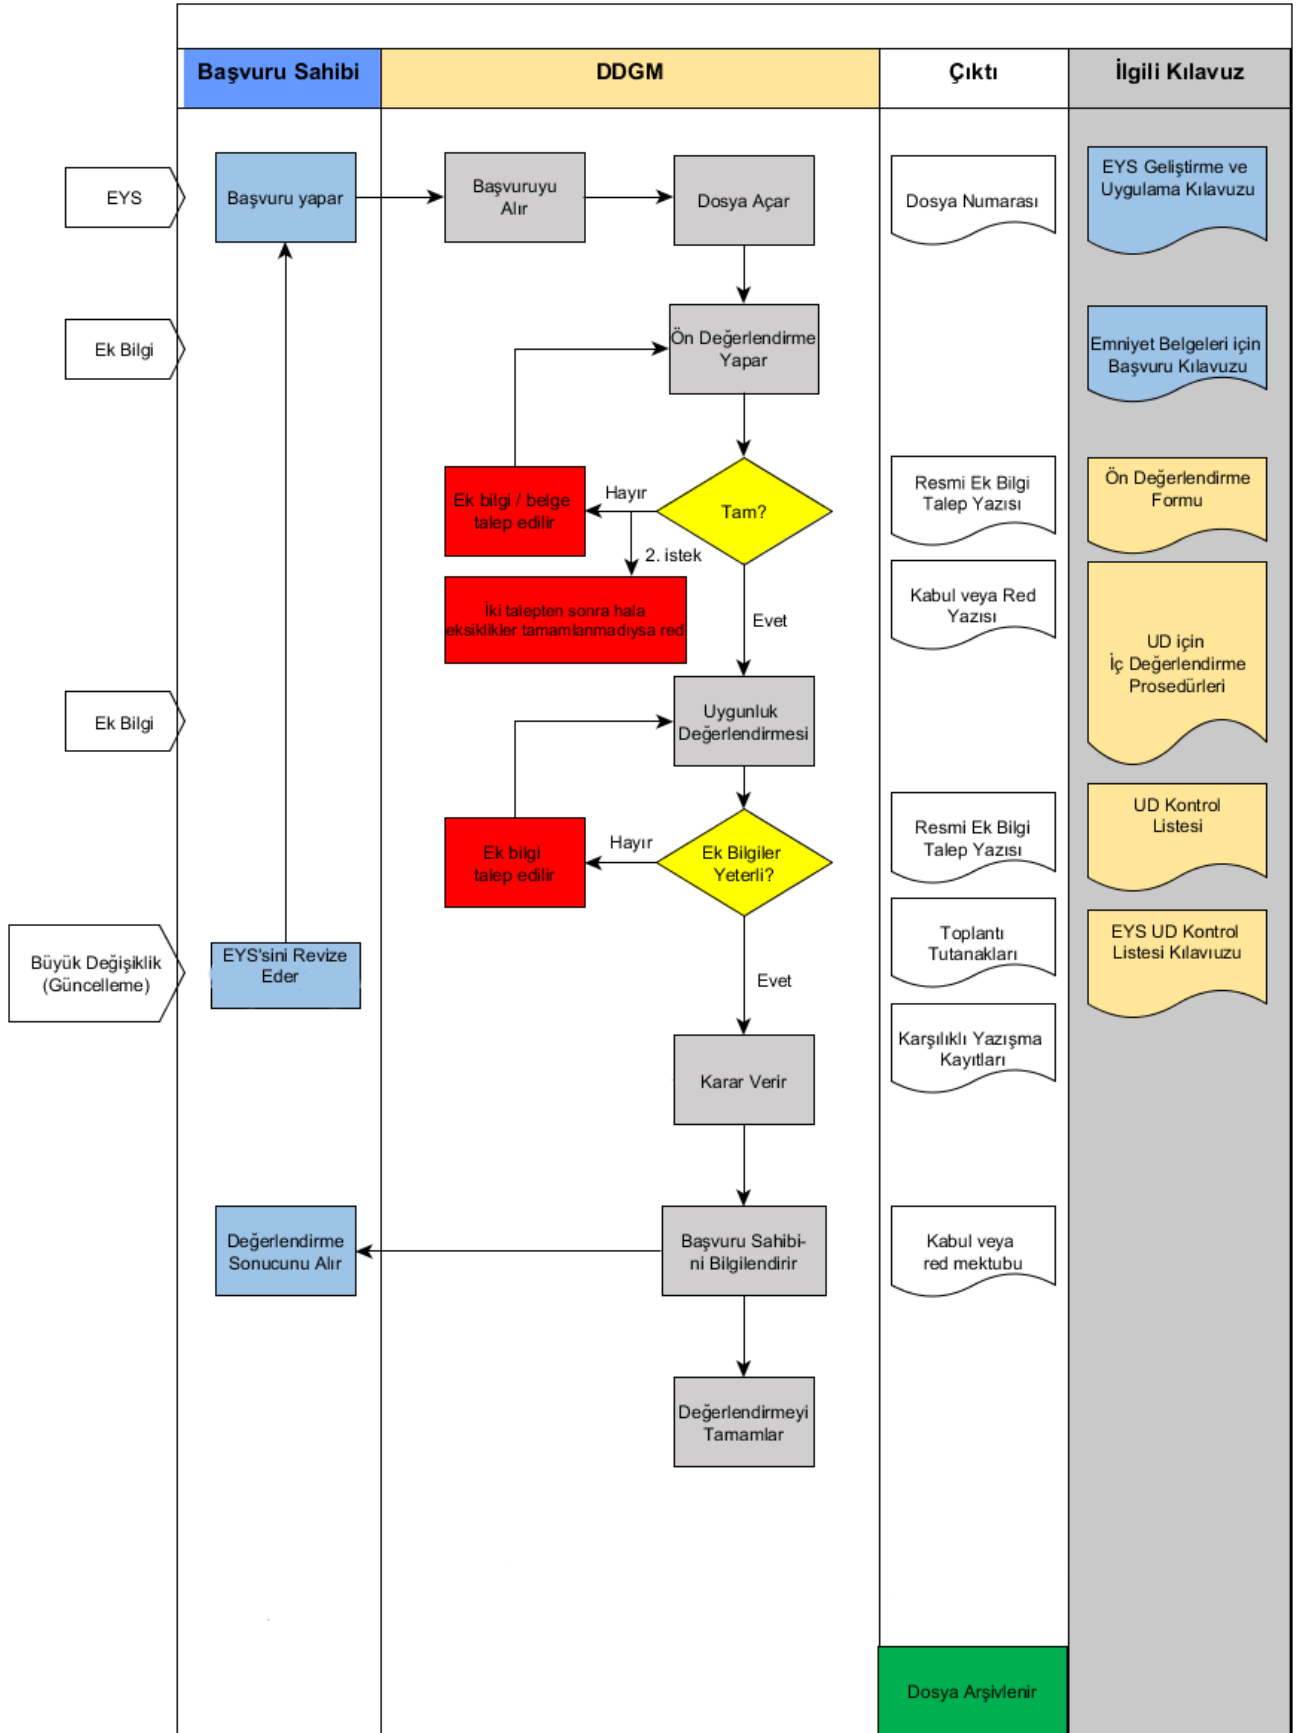 Başvuru Sahibi
DDGM
Çıktı
İlgili Kılavuz
EYS
Başvuru yapar
Başvuruyu
Alır
Dosya Açar
Dosya Numarası
EYS Geliştirme ve
Uygulama Kılavuzu
Ek Bilgi
Ön Değerlendirme
Yapar
Emniyet Belgeleri için
Başvuru Kılavuzu
Ek bilgi / belge
talep edilir
Hayır
Tam?
Resmi Ek Bilgi
Talep Yazısı
Ön Değerlendirme
Formu
2. istek
İki talepten sonra hala
eksiklikler tamamlanmadıysa red
Evet
Kabul veya Red
Yazısı
UD için
İç Değerlendirme
Prosedürleri
Ek Bilgi
Uygunluk
Değerlendirmesi
Ek bilgi
talep edilir
Hayır
Ek Bilgiler
Yeterli?
Resmi Ek Bilgi
Talep Yazısı
UD Kontrol
Listesi
Büyük Değişiklik
(Güncelleme)
EYS'sini Revize
Eder
Evet
Toplantı
Tutanakları
EYS UD Kontrol
Listesi Kılavıuzu
Karar Verir
Karşılıklı Yazışma
Kayıtları
Değerlendirme
Sonucunu Alır
Başvuru Sahibi-
ni Bilgilendirir
Kabul veya
red mektubu
Değerlendirmeyi
Tamamlar
Dosya Arşivlenir